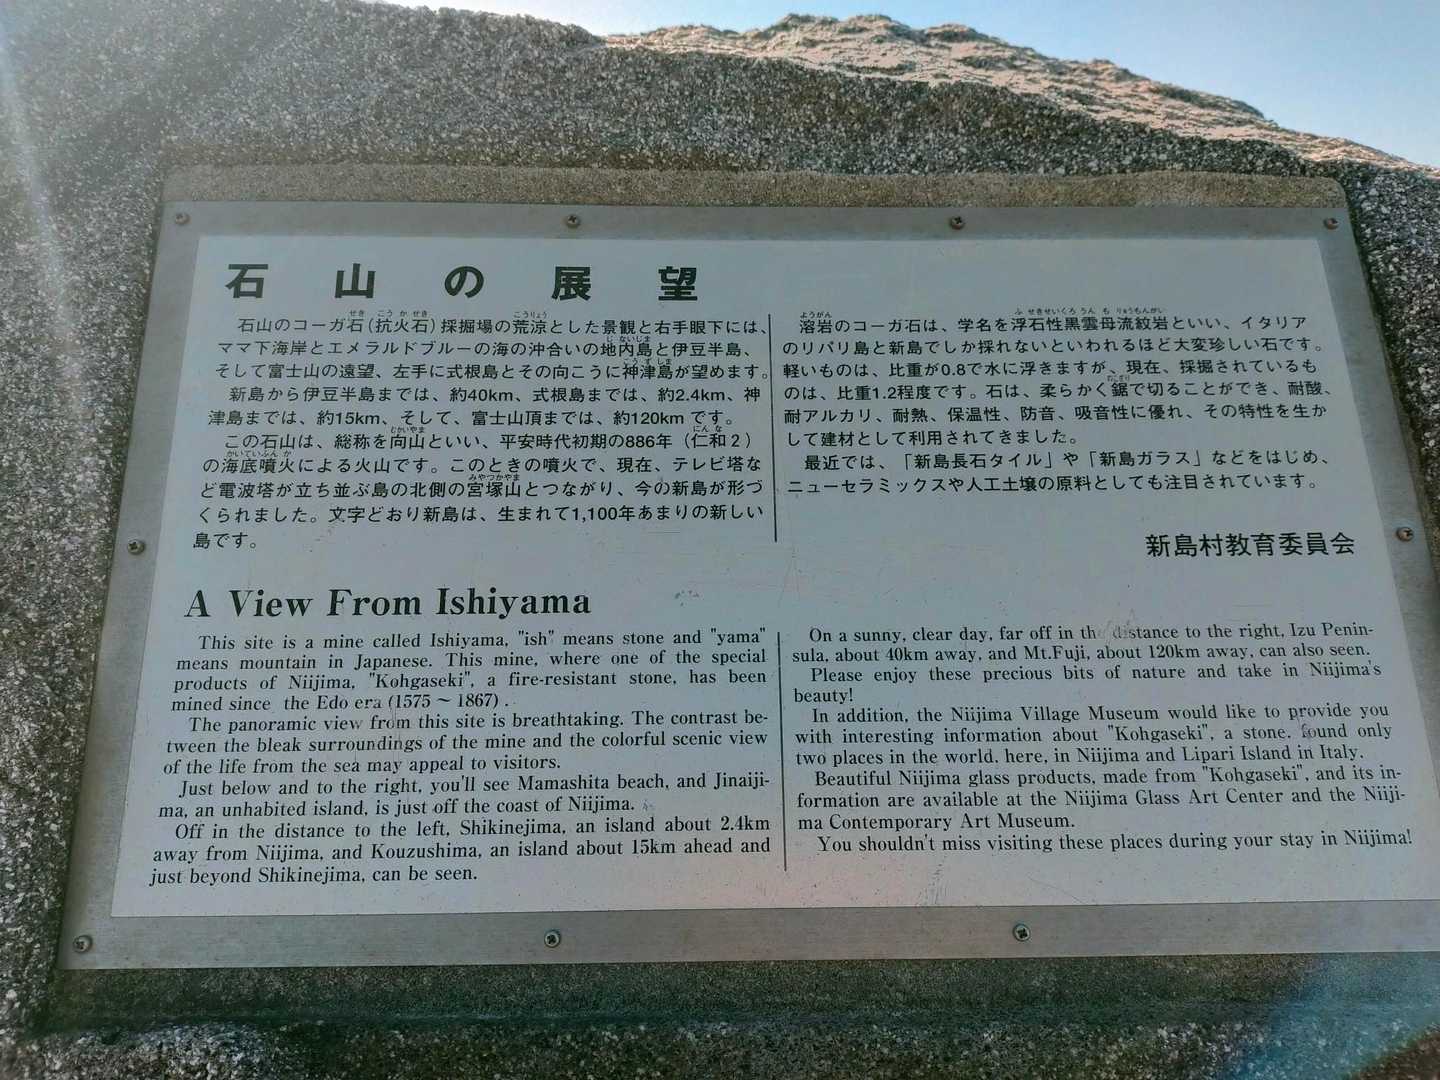 石山の展望
石山のコーガ石(抗火石)採掘場の荒涼とした景観と右手眼下には、
ママ下海岸とエメラルドブルーの海の沖合いの地内島と伊豆半島、
そして富士山の遠望、左手に式根島とその向こうに神津島が望めます。
新島から伊豆半島までは、約40km、式根島までは、約2.4km、神
津島までは、約15km、そして、富士山頂までは、約120kmです。
この石山は、総称を向山といい、平安時代初期の886年（仁和2）
の海底噴火による火山です。このときの噴火で、現在、テレビ塔な
ど電波塔が立ち並ぶ島の北側の宮塚山とつながり、今の新島が形づ
くられました。文字どおり新島は、生まれて1,100年あまりの新しい
島です。
溶岩のコーガ石は、学名を浮石性黒雲母流紋岩といい、イタリア
のリパリ島と新島でしか採れないといわれるほど大変珍しい石です。
軽いものは、比重が0.8で水に浮きますが、現在、採掘されているも
のは、比重1.2程度です。石は、柔らかく鋸で切ることができ、耐酸、
耐アルカリ、耐熱、保温性、防音、吸音性に優れ、その特性を生か
して建材として利用されてきました。
最近では、「新島長石タイル」や「新島ガラス」などをはじめ、
ニューセラミックスや人工土壌の原料としても注目されています。
新島村教育委員会
A View From Ishiyama
This site is a mine called Ishiyama, "ish" means stone and "yama"
means mountain in Japanese. This mine, where one of the special
products of Niijima, "Kohgaseki", a fire-resistant stone, has been
mined since the Edo era (1575 ~ 1867) .
The panoramic view from this site is breathtaking. The contrast be-
tween the bleak surroundings of the mine and the colorful scenic view
of the life from the sea may appeal to visitors.
Just below and to the right, you'll see Mamashita beach, and Jinaiji-
ma, an unhabited island, is just off the coast of Niijima.
Off in the distance to the left, Shikinejima, an island about 2.4km
away from Niijima, and Kouzushima, an island about 15km ahead and
just beyond Shikinejima, can be seen.
On a sunny, clear day, far off in the distance to the right, Izu Penin-
sula, about 40km away, and Mt.Fuji, about 120km away, can also seen.
Please enjoy these precious bits of nature and take in Niijima's
beauty!
In addition, the Niijima Village Museum would like to provide you
with interesting information about "Kohgaseki", a stone, found only
two places in the world, here, in Niijima and Lipari Island in Italy.
Beautiful Niijima glass products, made from "Kohgaseki", and its in-
formation are available at the Niijima Glass Art Center and the Niiji-
ma Contemporary Art Museum.
You shouldn't miss visiting these places during your stay in Niijima!